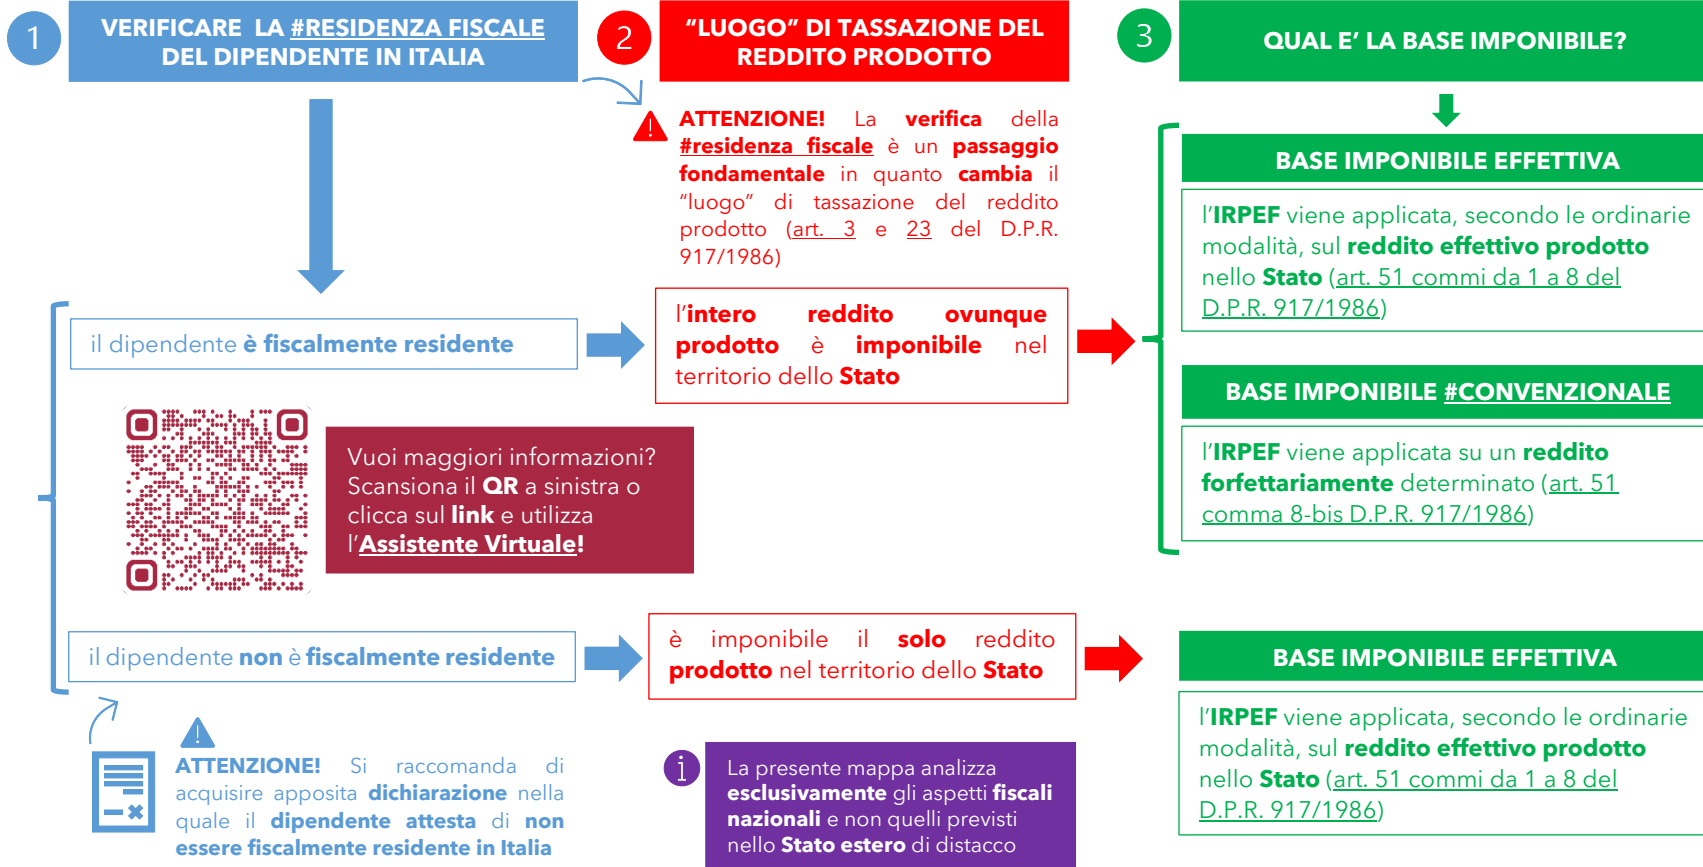 1
VERIFICARE LA #RESIDENZA FISCALE
DEL DIPENDENTE IN ITALIA
2
"LUOGO" DI TASSAZIONE DEL
REDDITO PRODOTTO
3
QUAL E' LA BASE IMPONIBILE?
ATTENZIONE! La verifica della
#residenza fiscale è un passaggio
fondamentale in quanto cambia il
"luogo" di tassazione del reddito
prodotto (art. 3 e 23 del D.P.R.
917/1986)
BASE IMPONIBILE EFFETTIVA
l'IRPEF viene applicata, secondo le ordinarie
modalità, sul reddito effettivo prodotto
nello Stato (art. 51 commi da 1 a 8 del
D.P.R. 917/1986)
il dipendente è fiscalmente residente
l'intero reddito ovunque
prodotto è imponibile nel
territorio dello Stato
BASE IMPONIBILE #CONVENZIONALE
l'IRPEF viene applicata su un reddito
forfettariamente determinato (art. 51
comma 8-bis D.P.R. 917/1986)
Vuoi maggiori informazioni?
Scansiona il QR a sinistra o
clicca sul link e utilizza
l'Assistente Virtuale!
il dipendente non è fiscalmente residente
è imponibile il solo reddito
prodotto nel territorio dello Stato
BASE IMPONIBILE EFFETTIVA
l'IRPEF viene applicata, secondo le ordinarie
modalità, sul reddito effettivo prodotto
nello Stato (art. 51 commi da 1 a 8 del
D.P.R. 917/1986)
ATTENZIONE! Si raccomanda di
acquisire apposita dichiarazione nella
quale il dipendente attesta di non
essere fiscalmente residente in Italia
i
La presente mappa analizza
esclusivamente gli aspetti fiscali
nazionali e non quelli previsti
nello Stato estero di distacco